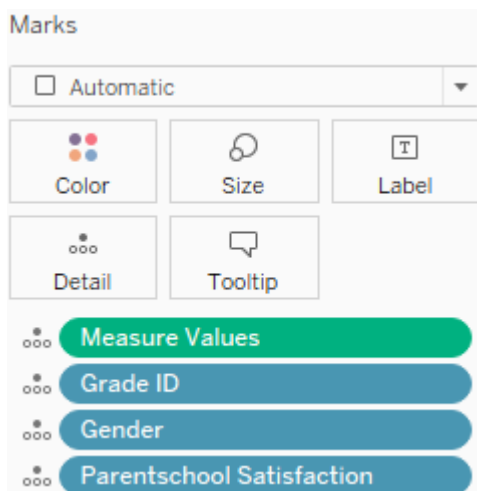 Marks
Automatic
Color Size Label
Detail Tooltip
Measure Values
Grade ID
Gender
Parentschool Satisfaction